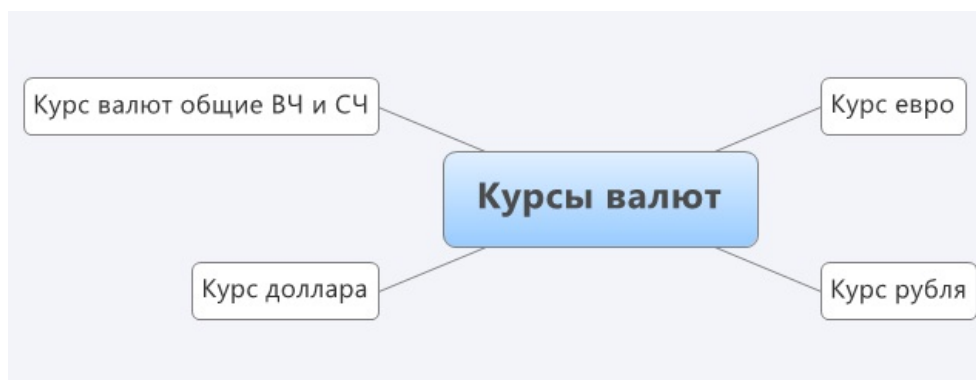 Курс валют общие ВЧ и СЧ
Курс евро
Курсы валют
Курс доллара
Курс рубля